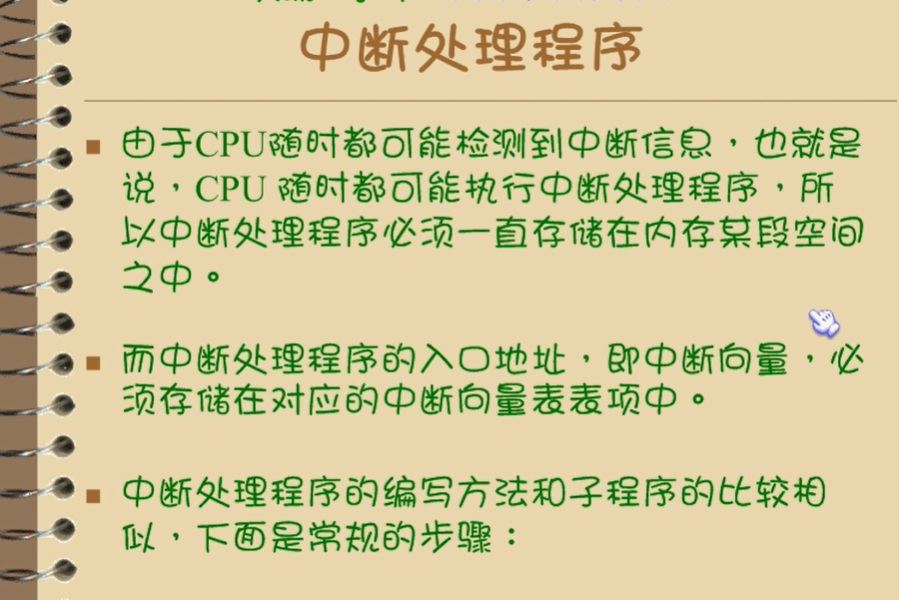 中断处理程序
由于CPU随时都可能检测到中断信息，也就是
说，CPU 随时都可能执行中断处理程序，所
以中断处理程序必须一直存储在内存某段空间
之中。
而中断处理程序的入口地址，即中断向量，必
须存储在对应的中断向量表表项中。
中断处理程序的编写方法和子程序的比较相
似，下面是常规的步骤：